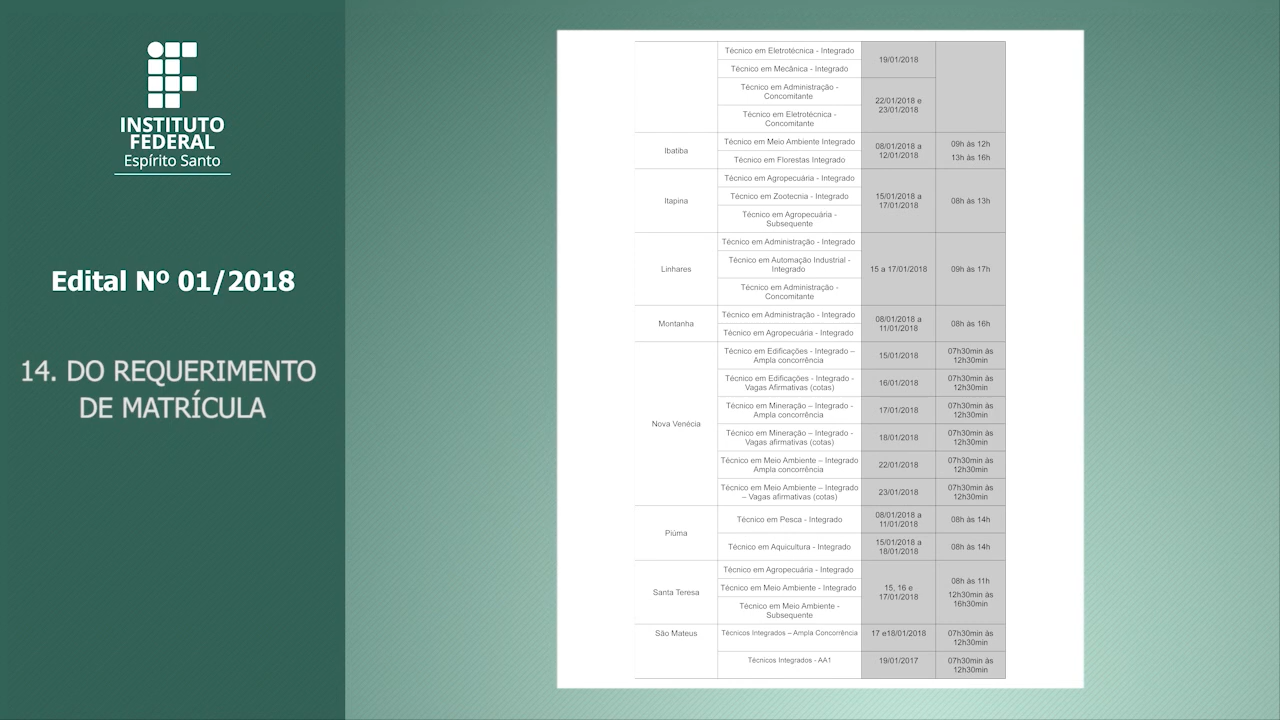 INSTITUTO
FEDERAL
Espírito Santo
Edital Nº 01/2018
14. DO REQUERIMENTO
DE MATRÍCULA
Técnico em Eletrotécnica - Integrado
19/01/2018
Técnico em Mecânica - Integrado
Técnico em Administração -
Concomitante
22/01/2018 e
23/01/2018
Técnico em Eletrotécnica -
Concomitante
Ibatiba
Técnico em Meio Ambiente Integrado
08/01/2018 a
12/01/2018
09h às 12h
13h às 16h
Técnico em Florestas Integrado
Itapina
Técnico em Agropecuária - Integrado
15/01/2018 a
17/01/2018
08h às 13h
Técnico em Zootecnia - Integrado
Técnico em Agropecuária -
Subsequente
Linhares
Técnico em Administração - Integrado
15 a 17/01/2018
09h às 17h
Técnico em Automação Industrial -
Integrado
Técnico em Administração -
Concomitante
Montanha
Técnico em Administração - Integrado
08/01/2018 a
11/01/2018
08h às 16h
Técnico em Agropecuária - Integrado
Nova Venécia
Técnico em Edificações - Integrado –
Ampla concorrência
15/01/2018
07h30min às
12h30min
Técnico em Edificações - Integrado -
Vagas Afirmativas (cotas)
16/01/2018
07h30min às
12h30min
Técnico em Mineração – Integrado -
Ampla concorrência
17/01/2018
07h30min às
12h30min
Técnico em Mineração – Integrado -
Vagas afirmativas (cotas)
18/01/2018
07h30min às
12h30min
Técnico em Meio Ambiente – Integrado
Ampla concorrência
22/01/2018
07h30min às
12h30min
Técnico em Meio Ambiente – Integrado
– Vagas afirmativas (cotas)
23/01/2018
07h30min às
12h30min
Piúma
Técnico em Pesca - Integrado
08/01/2018 a
11/01/2018
08h às 14h
Técnico em Aquicultura - Integrado
15/01/2018 a
18/01/2018
08h às 14h
Santa Teresa
Técnico em Agropecuária - Integrado
15, 16 e
17/01/2018
08h às 11h
12h30min às
16h30min
Técnico em Meio Ambiente - Integrado
Técnico em Meio Ambiente -
Subsequente
São Mateus
Técnicos Integrados – Ampla Concorrência
17 e18/01/2018
07h30min às
12h30min
Técnicos Integrados - AA1
19/01/2017
07h30min às
12h30min